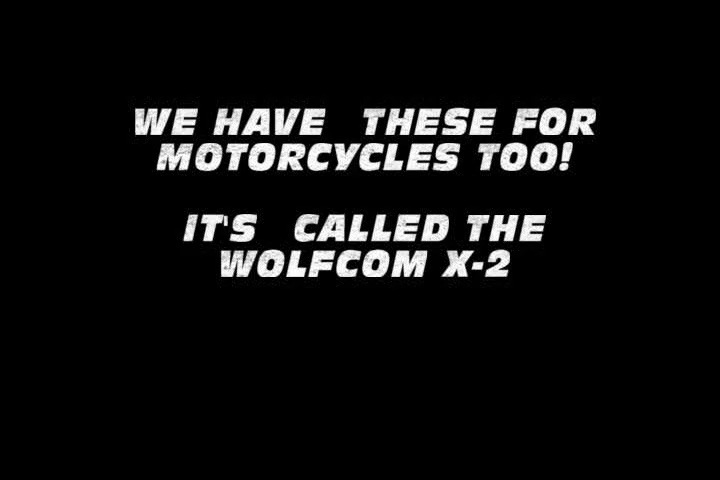 WE HAVE THESE FOR
MOTORCYCLES TOO!
IT'S CALLED THE
WOLFCOM X-2